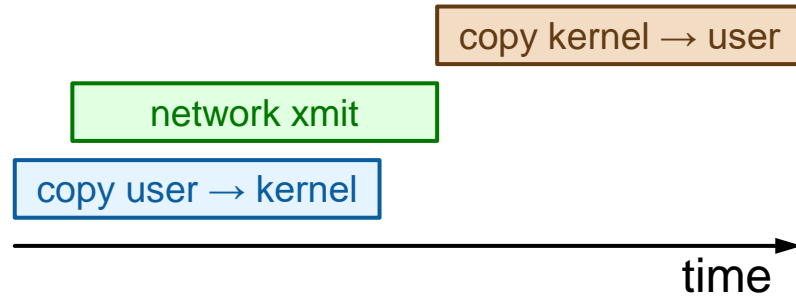 copy kernel → user
network xmit
copy user → kernel
time